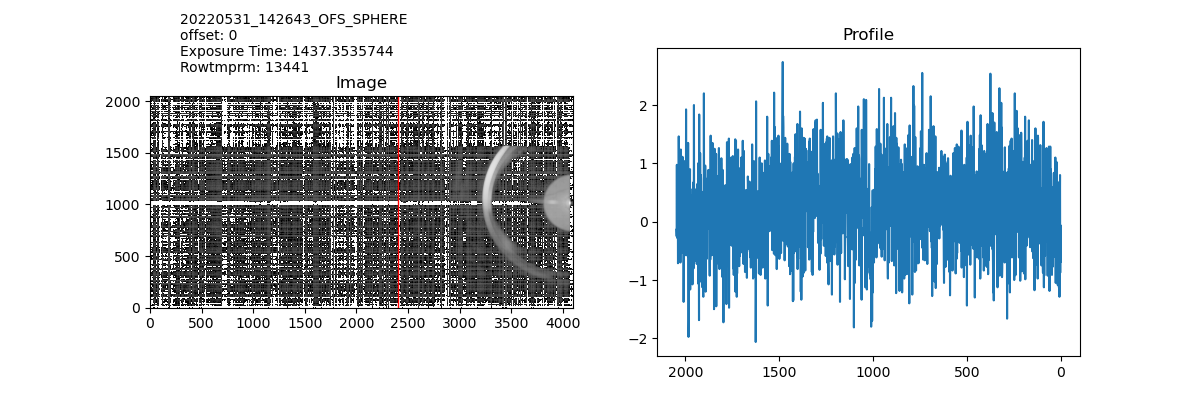 20220531_142643_OFS_SPHERE
offset: 0
Exposure Time: 1437.3535744
Rowtmprm: 13441
Image
2000
1500
1000
500
0
0 500 1000 1500 2000 2500 3000 3500 4000
Profile
2
1
0
−1
−2
2000 1500 1000 500 0